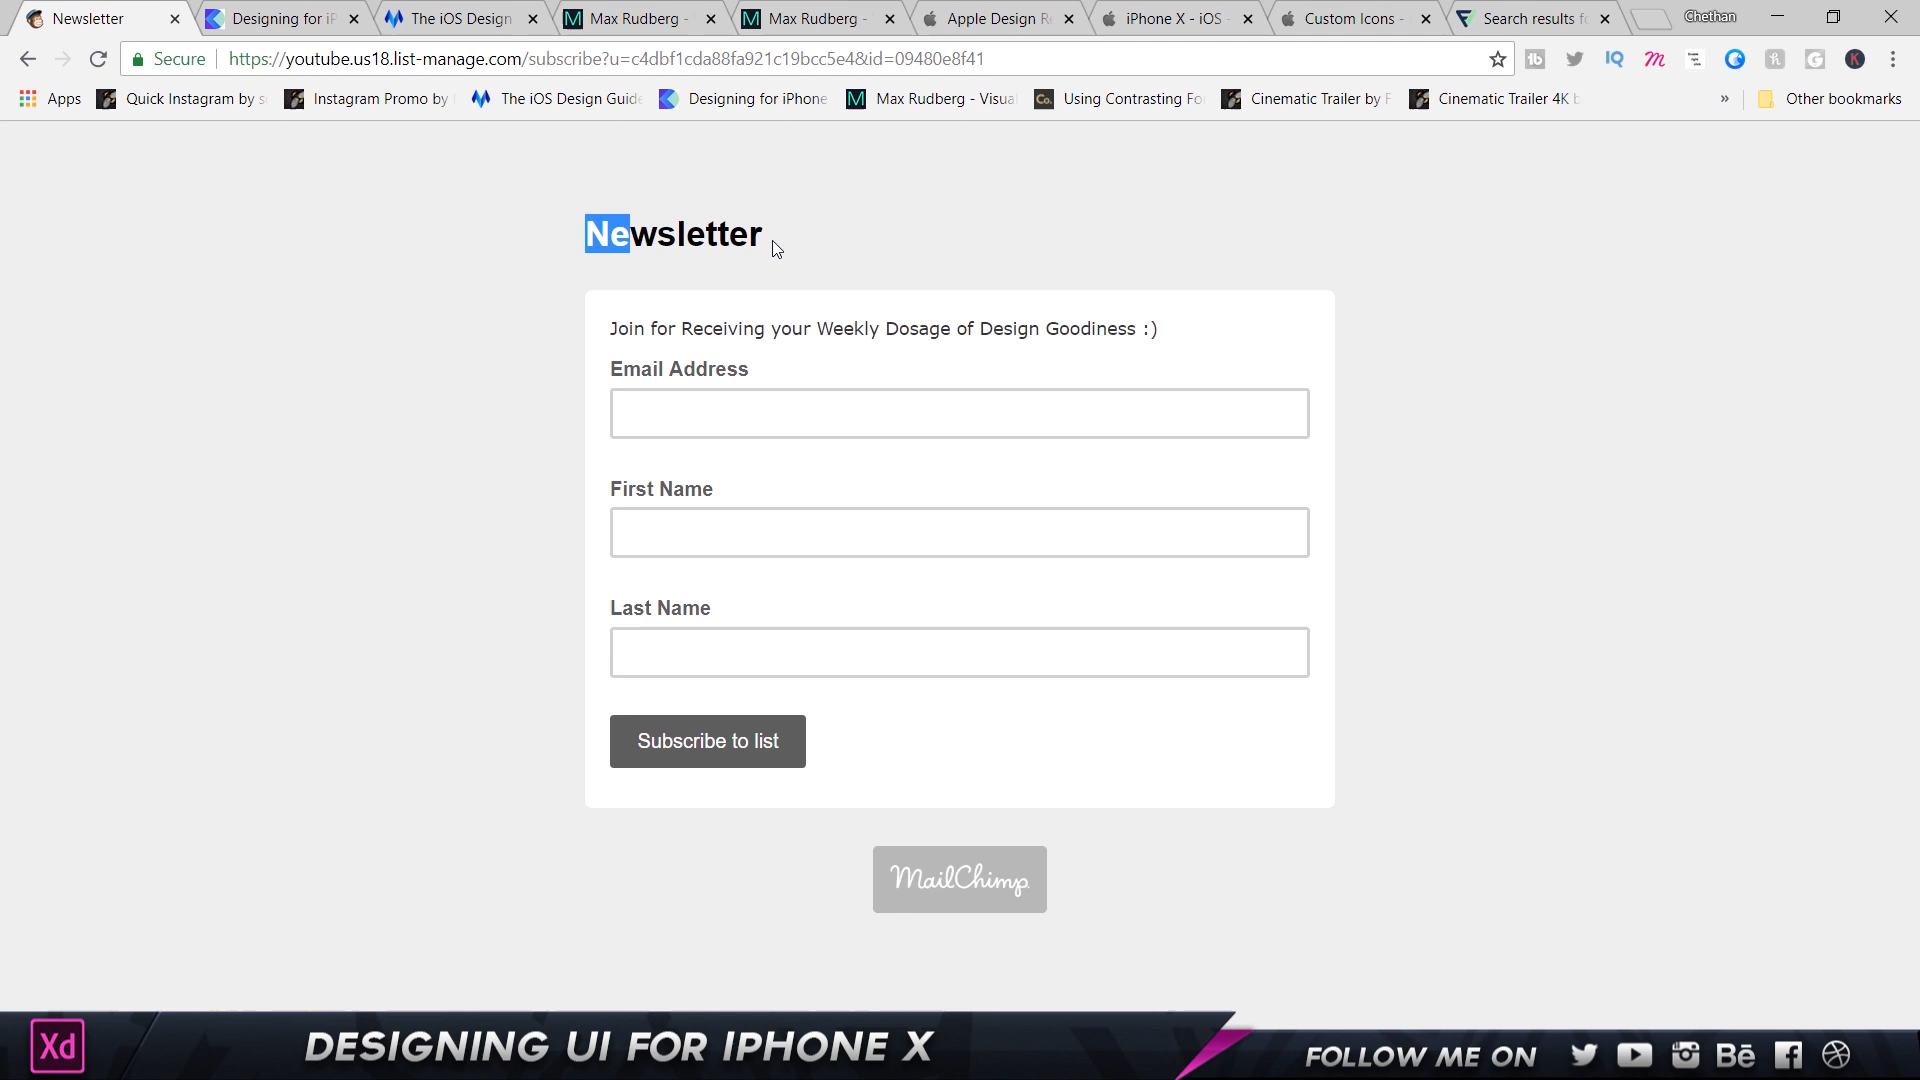 Newsletter
Designing for iP
The iOS Design
Max Rudberg -
Max Rudberg -
Apple Design R
iPhone X - iOS -
Custom Icons -
Search results f
Chethan
Secure
https://youtube.us18.list-manage.com/subscribe?u=c4dbf1cda88fa921c19bcc5e4&id=09480e8f41
Apps
Quick Instagram by s
Instagram Promo by
The iOS Design Guide
Designing for iPhone
Max Rudberg - Visua
Using Contrasting Fo
Cinematic Trailer by F
Cinematic Trailer 4K b
»
Other bookmarks
Newsletter
Join for Receiving your Weekly Dosage of Design Goodiness :)
Email Address
First Name
Last Name
Subscribe to list
MailChimp
Xd
DESIGNING UI FOR IPHONE X
FOLLOW ME ON
Bē